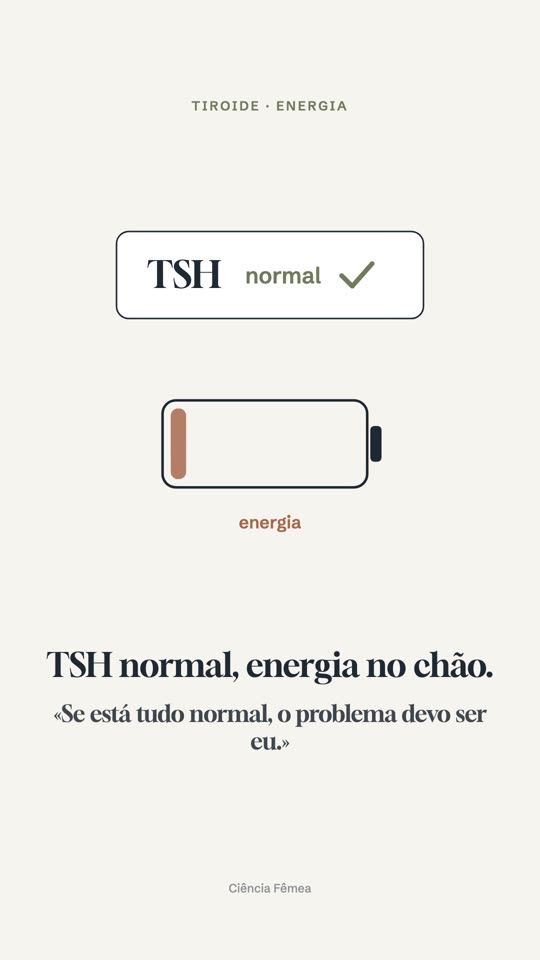 TIROIDE · ENERGIA
TSH normal
energia
TSH normal, energia no chão.
«Se está tudo normal, o problema devo ser
eu.»
Ciência Fêmea